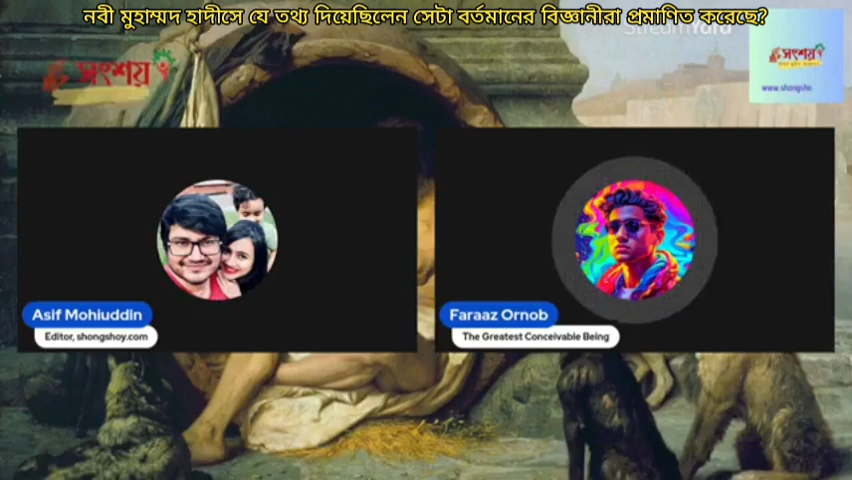 নবী মুহাম্মদ হাদীসে যে তথ্য দিয়েছিলেন সেটা বর্তমানের বিজ্ঞানীরা প্রমাণিত করেছে?
StreamYard
সংশয়
সংশয়
www.shongsho
Asif Mohiuddin
Editor, shongshoy.com
Faraaz Ornob
The Greatest Conceivable Being